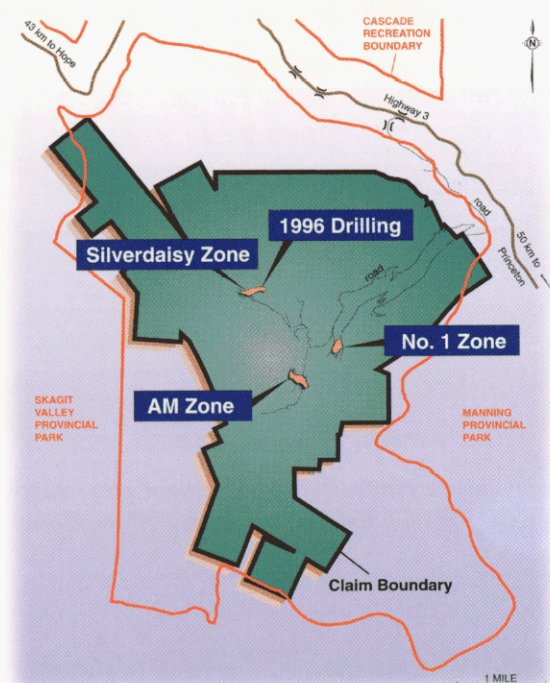 43 km to Hope
CASCADE
RECREATION
BOUNDARY
N
Highway 3
road
50 km to
Princeton
1996 Drilling
Silverdaisy Zone
road
No. 1 Zone
AM Zone
SKAGIT
VALLEY
PROVINCIAL
PARK
MANNING
PROVINCIAL
PARK
Claim Boundary
1 MILE